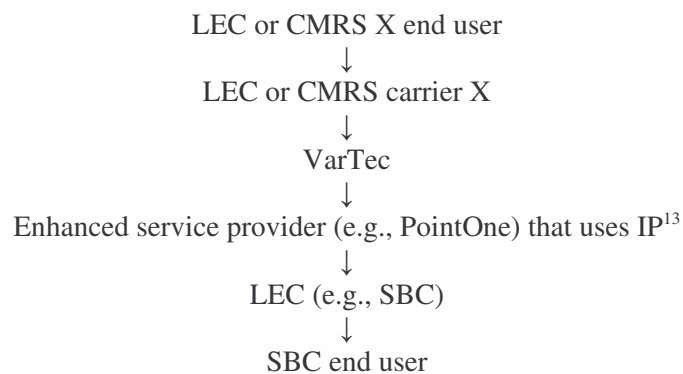 LEC or CMRS X end user
↓
LEC or CMRS carrier X
↓
VarTec
↓
Enhanced service provider (e.g., PointOne) that uses IP¹³
↓
LEC (e.g., SBC)
↓
SBC end user